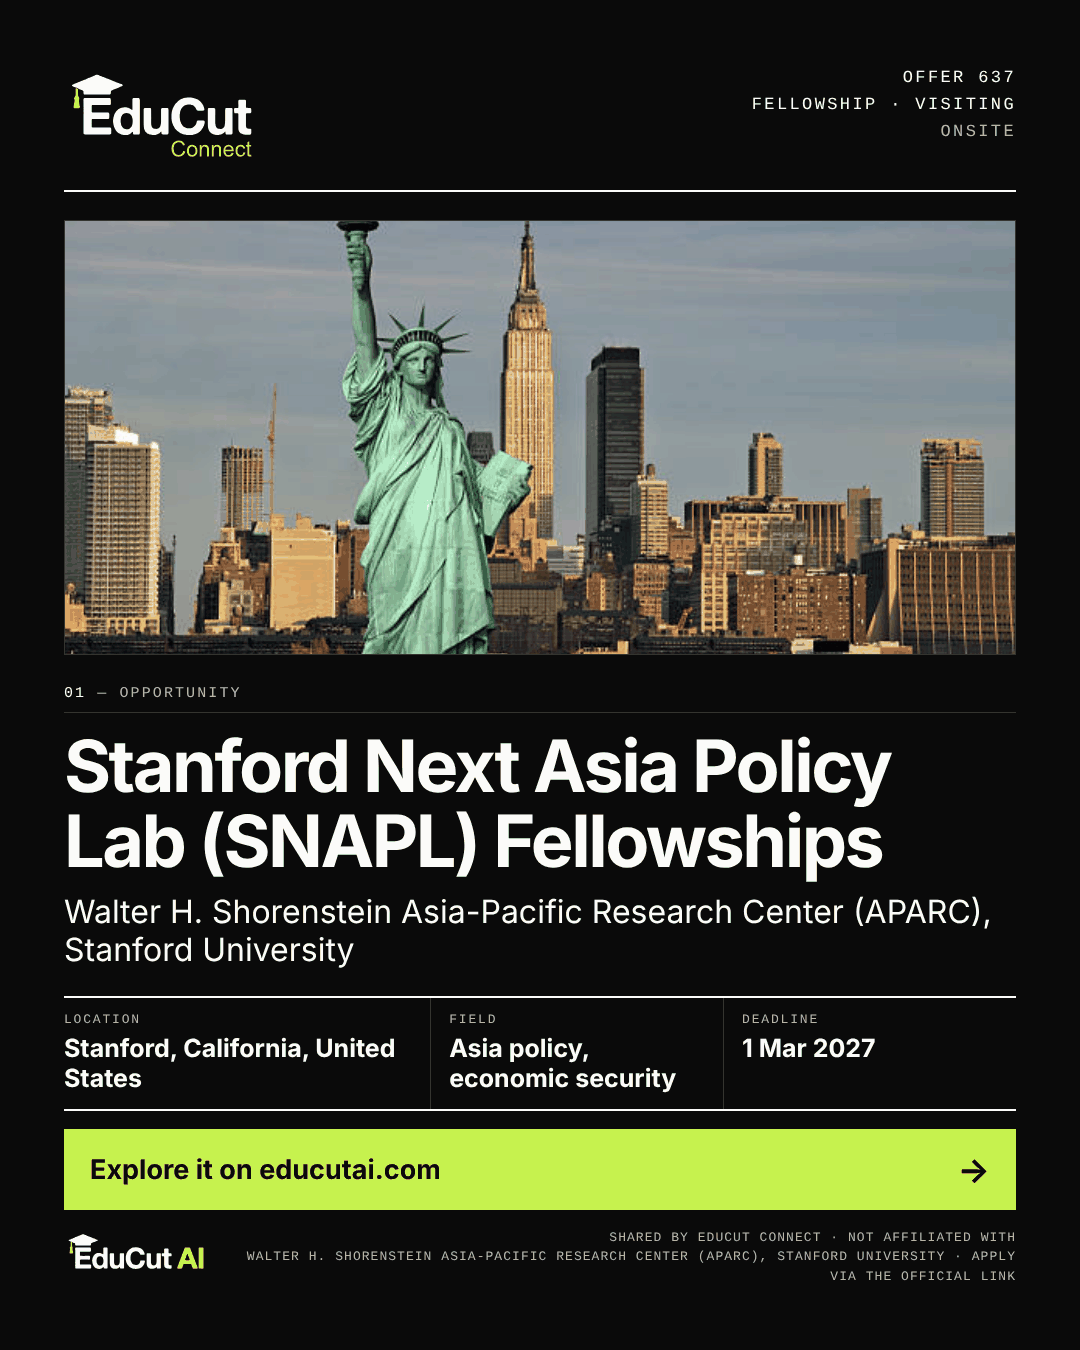 EduCut
Connect
OFFER 637
FELLOWSHIP · VISITING
ONSITE
01 — OPPORTUNITY
Stanford Next Asia Policy
Lab (SNAPL) Fellowships
Walter H. Shorenstein Asia-Pacific Research Center (APARC),
Stanford University
LOCATION
Stanford, California, United
States
FIELD
Asia policy,
economic security
DEADLINE
1 Mar 2027
Explore it on educutai.com →
EduCut AI
SHARED BY EDUCUT CONNECT · NOT AFFILIATED WITH
WALTER H. SHORENSTEIN ASIA-PACIFIC RESEARCH CENTER (APARC), STANFORD UNIVERSITY · APPLY
VIA THE OFFICIAL LINK